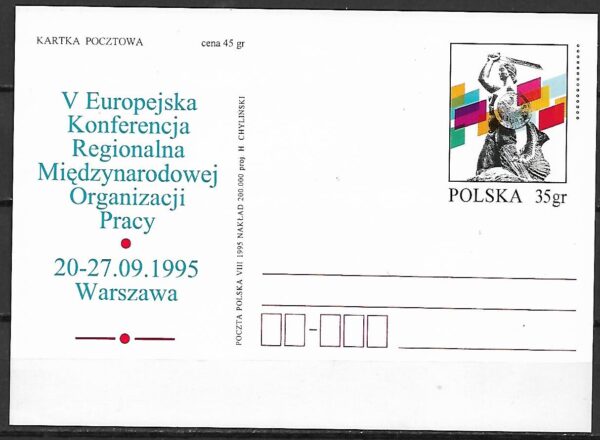 KARTKA POCZTOWA
cena 45 gr
V Europejska
Konferencja
Regionalna
Międzynarodowej
Organizacji
Pracy
20-27.09.1995
Warszawa
POCZTA POLSKA VIII 1995 NAKŁAD 200.000 proj. H CHYLIŃSKI
POLSKA 35gr